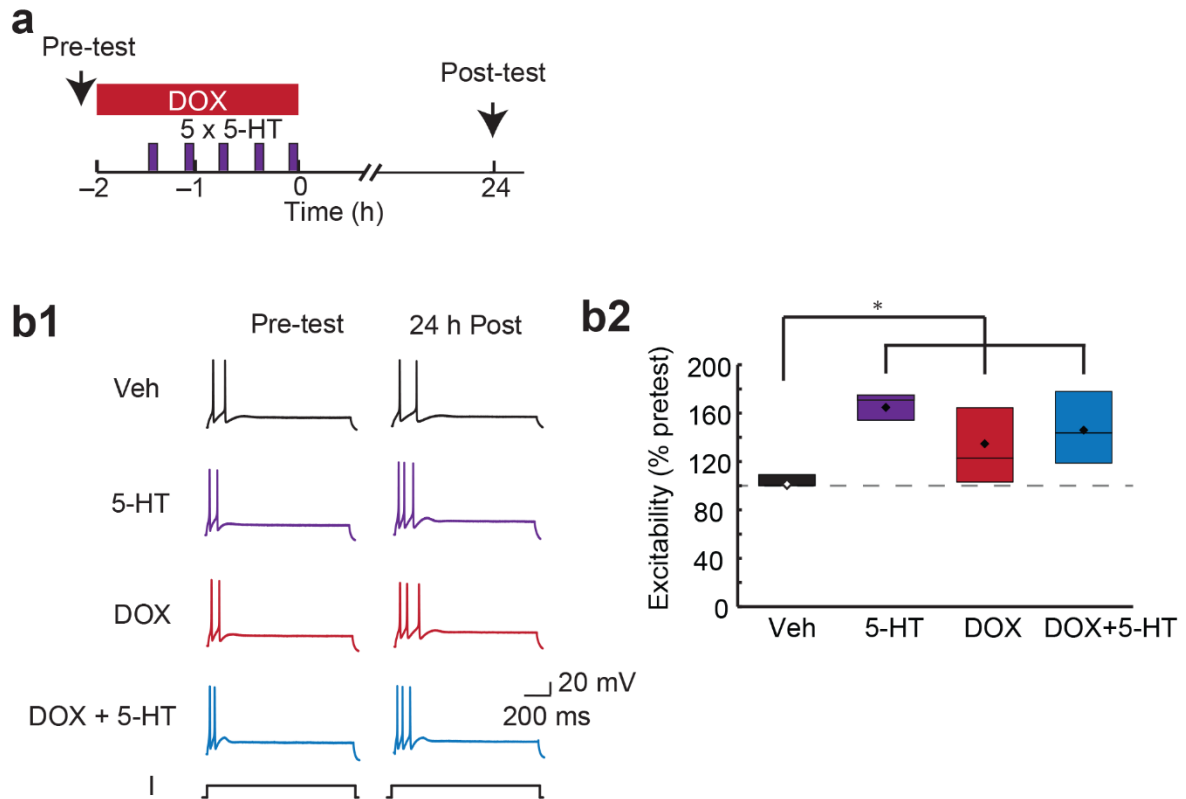 a
Pre-test
Post-test
DOX
5 x 5-HT
–2
–1
0
24
Time (h)
b1
Pre-test
24 h Post
Veh
5-HT
DOX
DOX + 5-HT
20 mV
200 ms
I
b2
*
Excitability (% pretest)
200
160
120
80
40
0
Veh
5-HT
DOX
DOX+5-HT